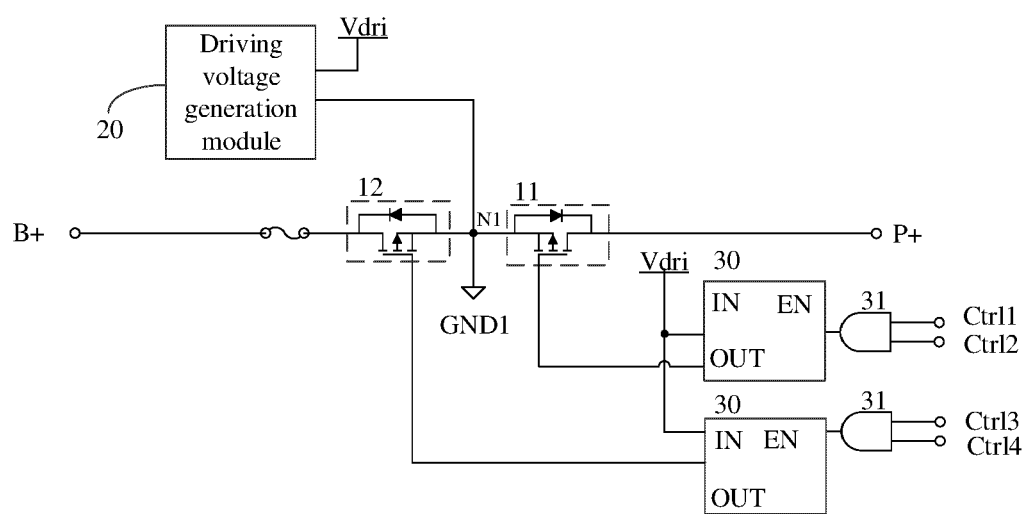 Vdri
Driving
voltage
generation
module
20
12
11
B+
N1
P+
GND1
Vdri
30
IN EN
OUT
31
Ctrl1
Ctrl2
30
IN EN
OUT
31
Ctrl3
Ctrl4